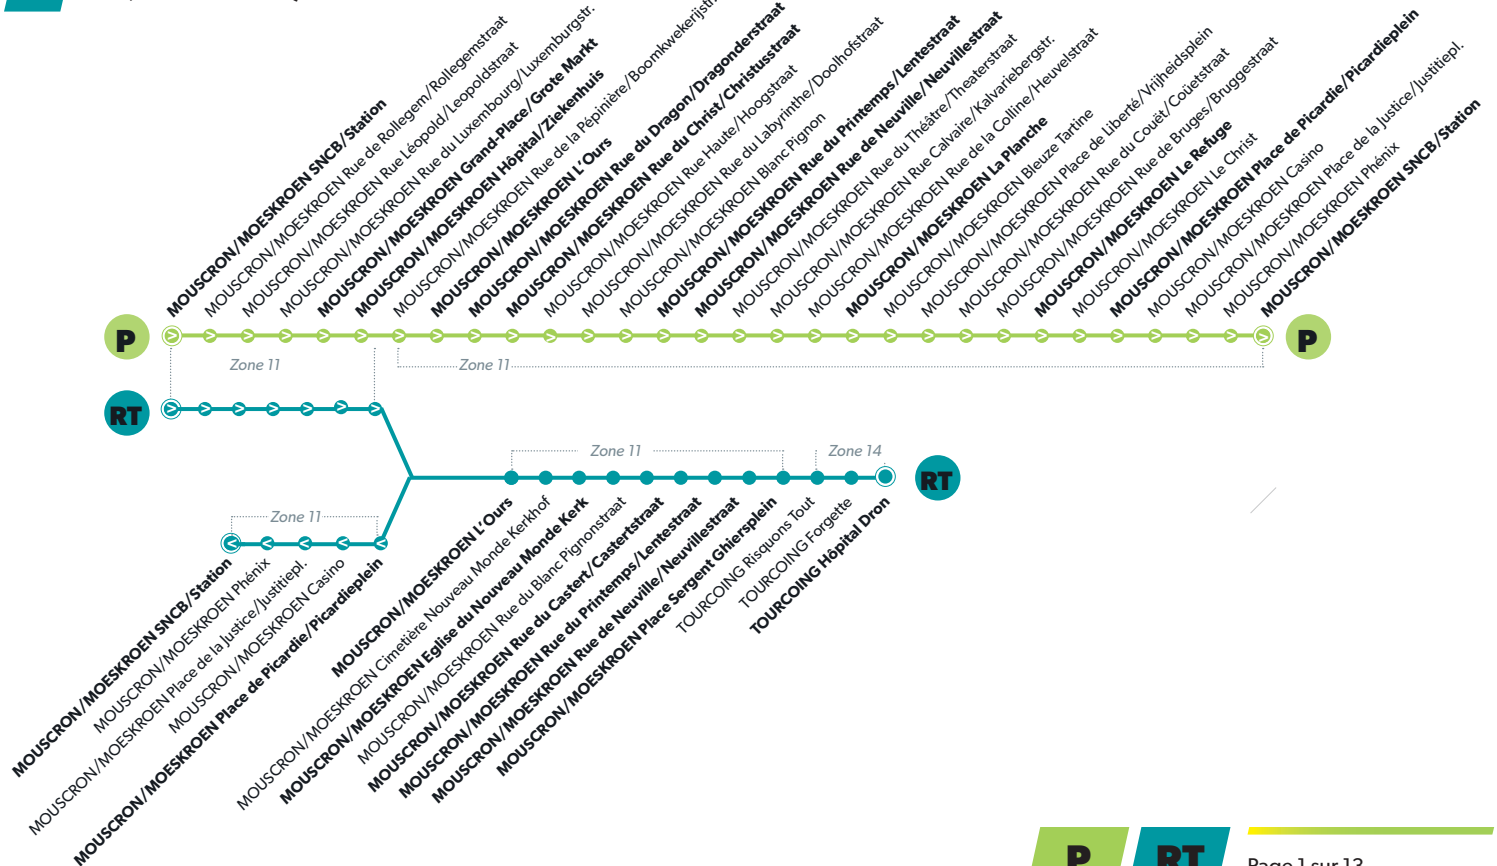 MOUSCRON/MOESKROEN SNCB/Station
MOUSCRON/MOESKROEN Rue de Rollegem/Rollegemstraat
MOUSCRON/MOESKROEN Rue Léopold/Leopoldstraat
MOUSCRON/MOESKROEN Rue du Luxembourg/Luxemburgstr.
MOUSCRON/MOESKROEN Grand-Place/Grote Markt
MOUSCRON/MOESKROEN Hôpital/Ziekenhuis
MOUSCRON/MOESKROEN Rue de la Pépinière/
MOUSCRON/MOESKROEN L'Ours
MOUSCRON/MOESKROEN Rue du Dragon/Dragonderstraat
MOUSCRON/MOESKROEN Rue du Christ/Christusstraat
MOUSCRON/MOESKROEN Rue Haute/Hoogstraat
MOUSCRON/MOESKROEN Rue du Labyrinthe/Doolhofstraat
MOUSCRON/MOESKROEN Blanc Pignon
MOUSCRON/MOESKROEN Rue du Printemps/Lentestraat
MOUSCRON/MOESKROEN Rue de Neuville/Neuvillestraat
MOUSCRON/MOESKROEN Rue du Théâtre/Theaterstraat
MOUSCRON/MOESKROEN Rue Calvaire/Kalvariebergstr.
MOUSCRON/MOESKROEN Rue de la Colline/Heuvelstraat
MOUSCRON/MOESKROEN La Planche
MOUSCRON/MOESKROEN Bleuze Tartine
MOUSCRON/MOESKROEN Place de Liberté/Vrijheidsplein
MOUSCRON/MOESKROEN Rue du Couët/Couëtstraat
MOUSCRON/MOESKROEN Rue de Bruges/Bruggestraat
MOUSCRON/MOESKROEN Le Refuge
MOUSCRON/MOESKROEN Le Christ
MOUSCRON/MOESKROEN Place de Picardie/Picardieplein
MOUSCRON/MOESKROEN Casino
MOUSCRON/MOESKROEN Place de la Justice/Justitiepl.
MOUSCRON/MOESKROEN Phénix
MOUSCRON/MOESKROEN SNCB/Station
P
P
Zone 11
Zone 11
RT
Zone 11
Zone 14
RT
Zone 11
MOUSCRON/MOESKROEN SNCB/Station
MOUSCRON/MOESKROEN Phénix
MOUSCRON/MOESKROEN Place de la Justice/Justitiepl.
MOUSCRON/MOESKROEN Casino
MOUSCRON/MOESKROEN Place de Picardie/Picardieplein
MOUSCRON/MOESKROEN L'Ours
MOUSCRON/MOESKROEN Cimetière Nouveau Monde Kerkhof
MOUSCRON/MOESKROEN Eglise du Nouveau Monde Kerk
MOUSCRON/MOESKROEN Rue du Blanc Pignonstraat
MOUSCRON/MOESKROEN Rue du Castert/Castertstraat
MOUSCRON/MOESKROEN Rue du Printemps/Lentestraat
MOUSCRON/MOESKROEN Rue de Neuville/Neuvillestraat
MOUSCRON/MOESKROEN Place Sergent Ghiersplein
TOURCOING Risquons Tout
TOURCOING Forgette
TOURCOING Hôpital Dron
P
RT
Page 1 sur 13